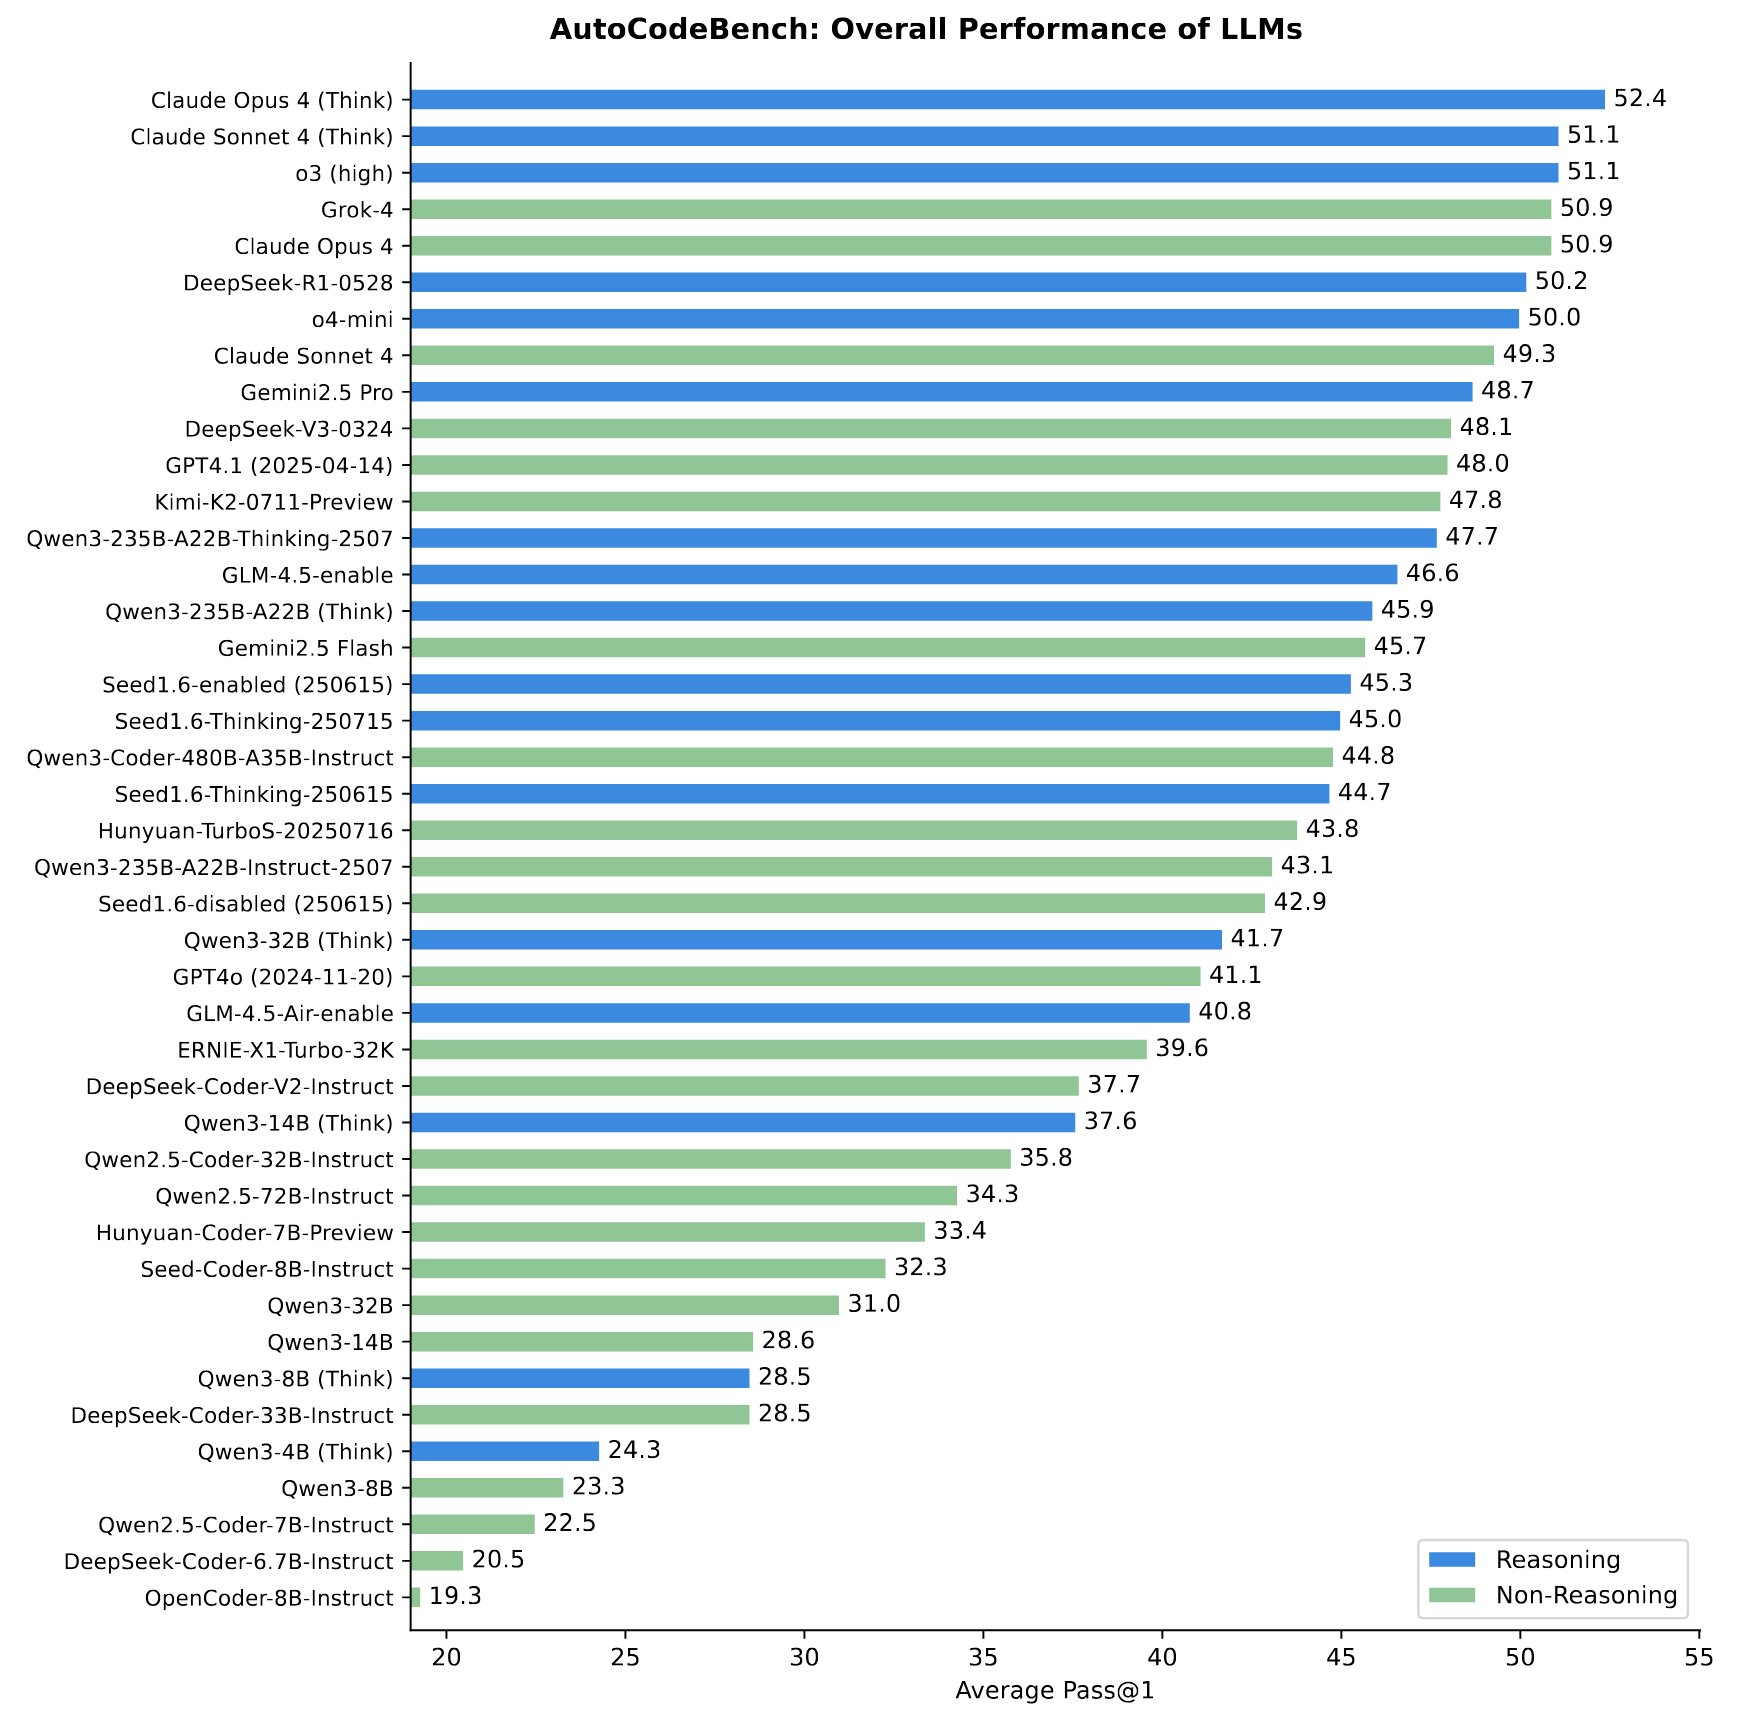 AutoCodeBench: Overall Performance of LLMs
Claude Opus 4 (Think) 52.4
Claude Sonnet 4 (Think) 51.1
o3 (high) 51.1
Grok-4 50.9
Claude Opus 4 50.9
DeepSeek-R1-0528 50.2
o4-mini 50.0
Claude Sonnet 4 49.3
Gemini2.5 Pro 48.7
DeepSeek-V3-0324 48.1
GPT4.1 (2025-04-14) 48.0
Kimi-K2-0711-Preview 47.8
Qwen3-235B-A22B-Thinking-2507 47.7
GLM-4.5-enable 46.6
Qwen3-235B-A22B (Think) 45.9
Gemini2.5 Flash 45.7
Seed1.6-enabled (250615) 45.3
Seed1.6-Thinking-250715 45.0
Qwen3-Coder-480B-A35B-Instruct 44.8
Seed1.6-Thinking-250615 44.7
Hunyuan-TurboS-20250716 43.8
Qwen3-235B-A22B-Instruct-2507 43.1
Seed1.6-disabled (250615) 42.9
Qwen3-32B (Think) 41.7
GPT4o (2024-11-20) 41.1
GLM-4.5-Air-enable 40.8
ERNIE-X1-Turbo-32K 39.6
DeepSeek-Coder-V2-Instruct 37.7
Qwen3-14B (Think) 37.6
Qwen2.5-Coder-32B-Instruct 35.8
Qwen2.5-72B-Instruct 34.3
Hunyuan-Coder-7B-Preview 33.4
Seed-Coder-8B-Instruct 32.3
Qwen3-32B 31.0
Qwen3-14B 28.6
Qwen3-8B (Think) 28.5
DeepSeek-Coder-33B-Instruct 28.5
Qwen3-4B (Think) 24.3
Qwen3-8B 23.3
Qwen2.5-Coder-7B-Instruct 22.5
DeepSeek-Coder-6.7B-Instruct 20.5
OpenCoder-8B-Instruct 19.3
Reasoning
Non-Reasoning
20 25 30 35 40 45 50 55
Average Pass@1